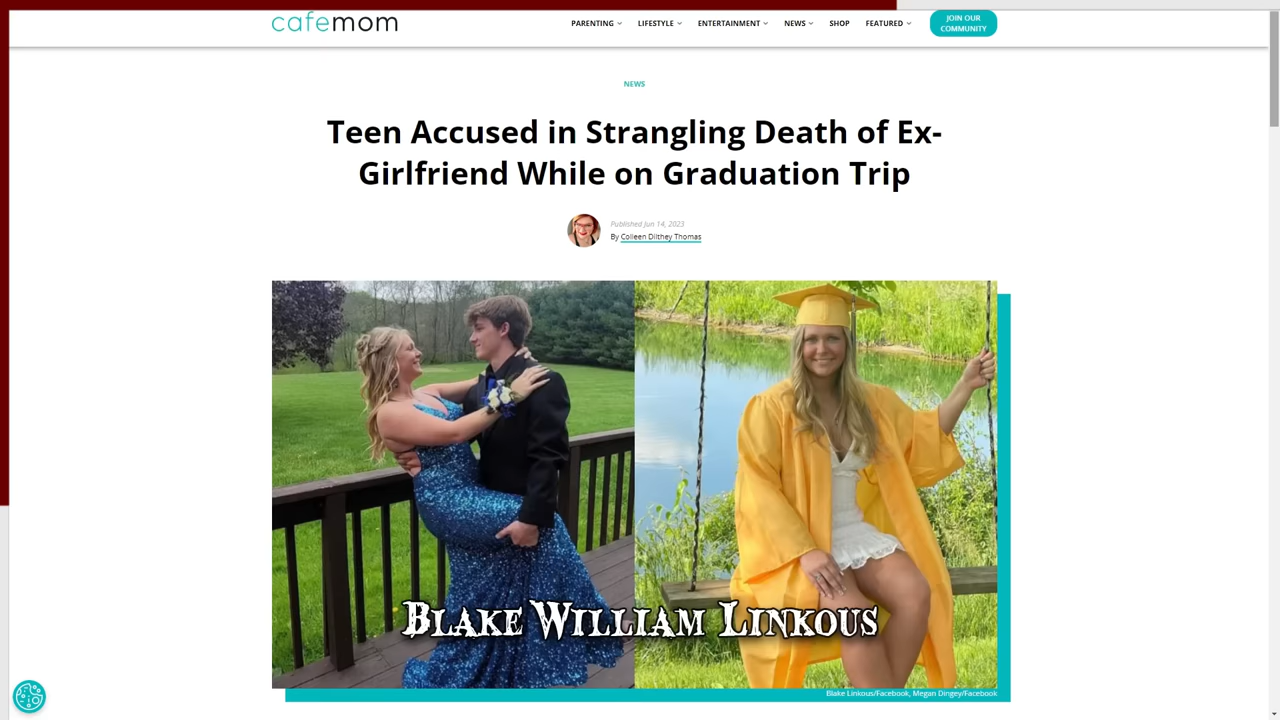 cafemom
PARENTING
LIFESTYLE
ENTERTAINMENT
NEWS
SHOP
FEATURED
JOIN OUR
COMMUNITY
NEWS
Teen Accused in Strangling Death of Ex-
Girlfriend While on Graduation Trip
Published Jun 14, 2023
By Colleen Dilthey Thomas
Blake William Linkous
Blake Linkous/Facebook, Megan Dingey/Facebook